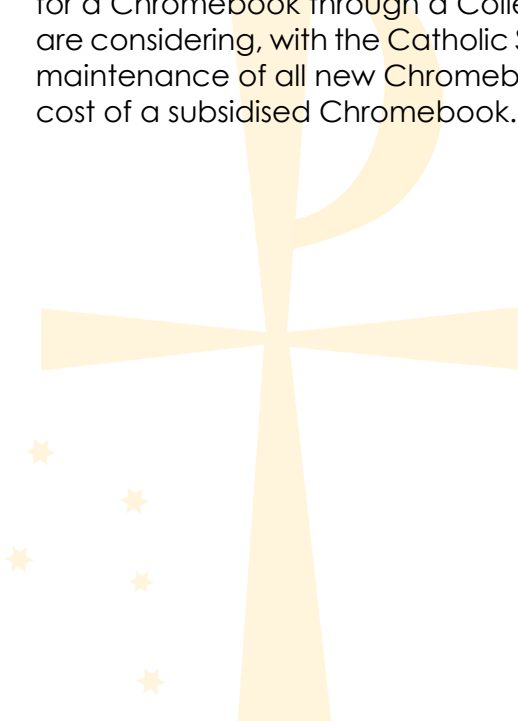 for a Chromebook through a Colle
are considering, with the Catholic S
maintenance of all new Chromeb
cost of a subsidised Chromebook.